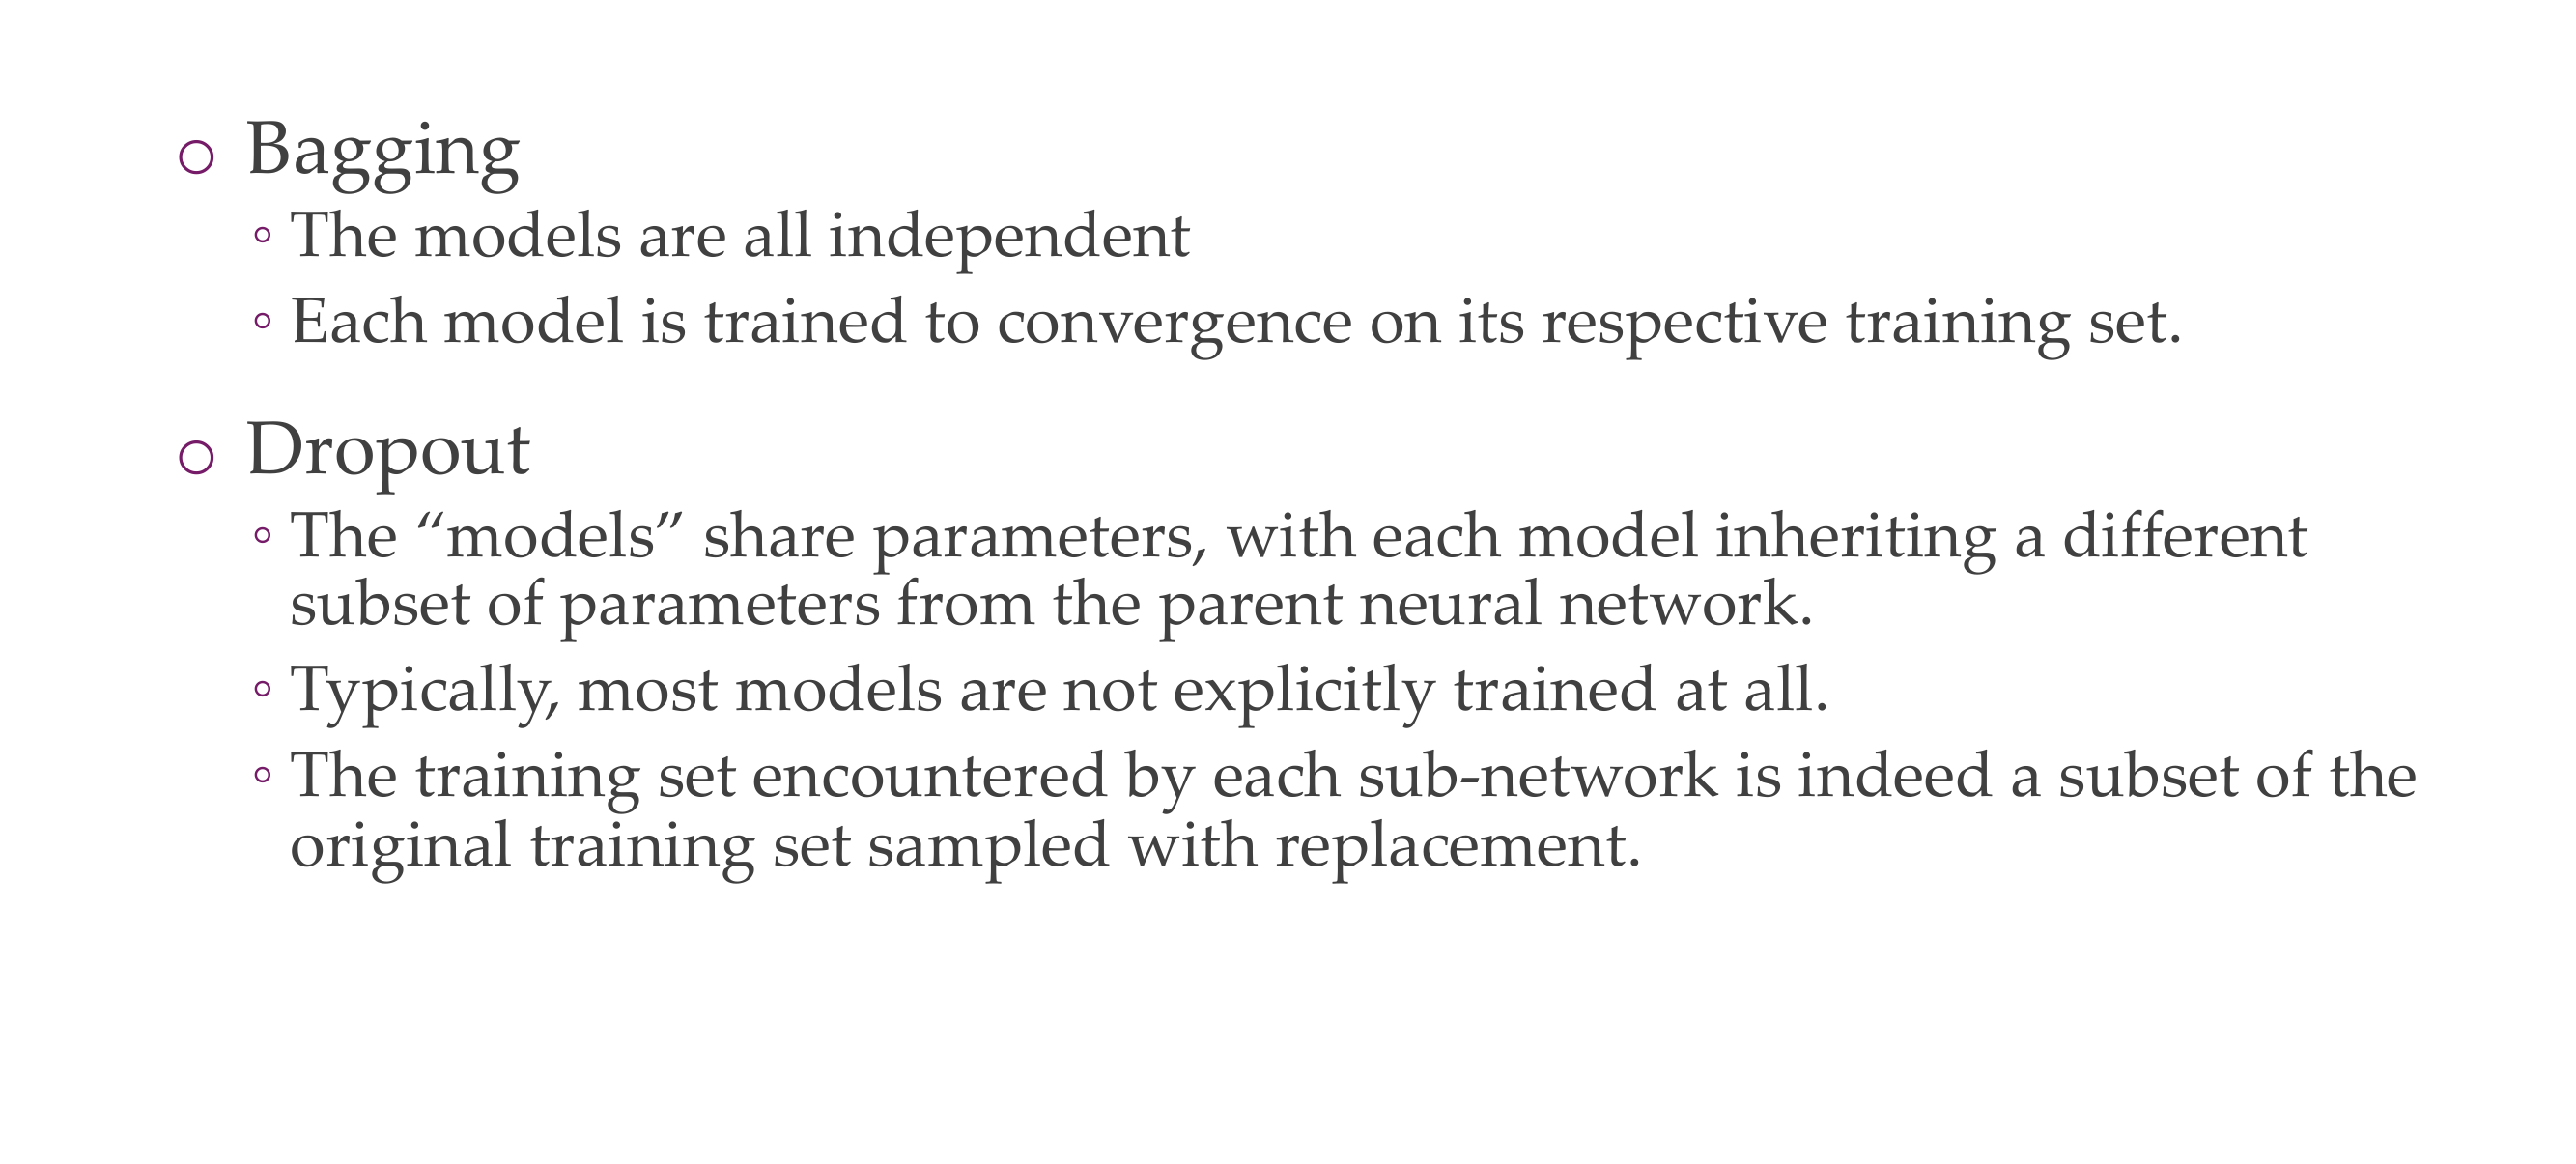 Bagging
The models are all independent
Each model is trained to convergence on its respective training set.
Dropout
The “models” share parameters, with each model inheriting a different
subset of parameters from the parent neural network.
Typically, most models are not explicitly trained at all.
The training set encountered by each sub-network is indeed a subset of the
original training set sampled with replacement.